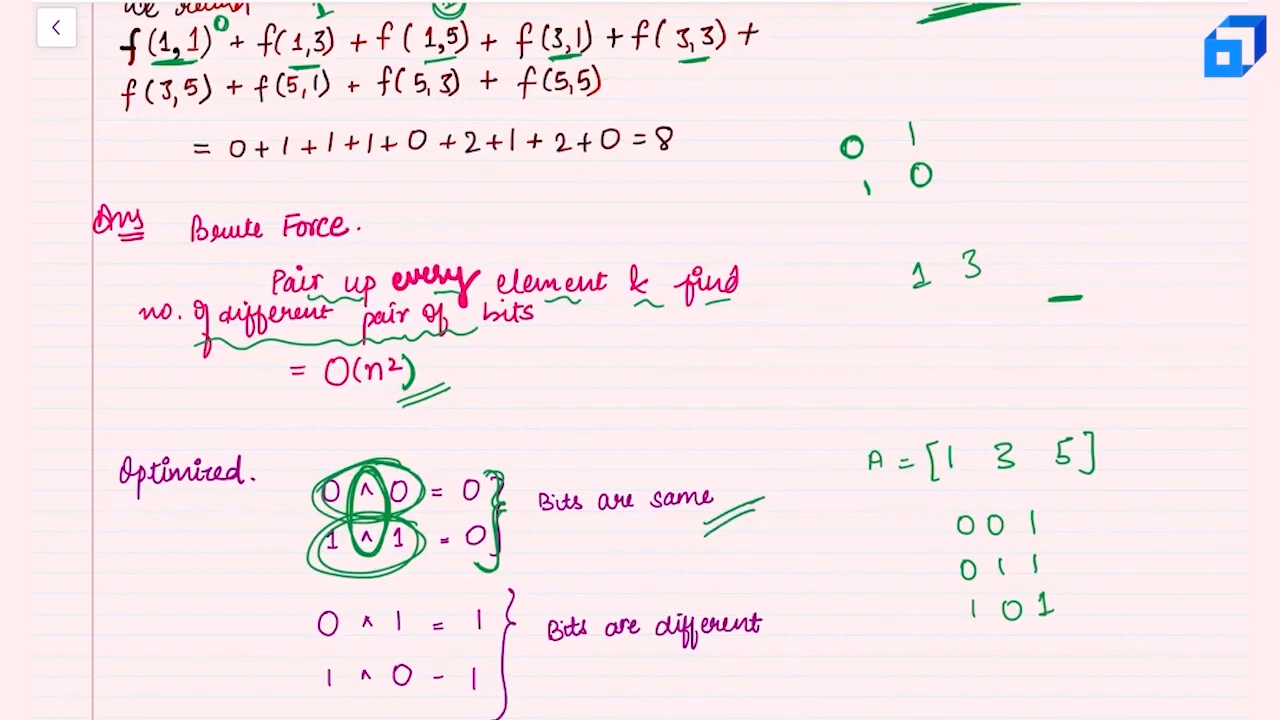 we return 1
f(1,1) 0 + f(1,3) + f(1,5) + f(3,1) + f(3,3) +
f(3,5) + f(5,1) + f(5,3) + f(5,5)
= 0+1+1+1+0+2+1+2+0=8
0 1
1 0
Ans Brute Force.
1 3
Pair up every element & find
no. of different pair of bits
= O(n²)
A = [1 3 5]
Optimized.
0 ^ 0 = 0
1 ^ 1 = 0
Bits are same
0 0 1
0 1 1
1 0 1
0 ^ 1 = 1
1 ^ 0 - 1
Bits are different